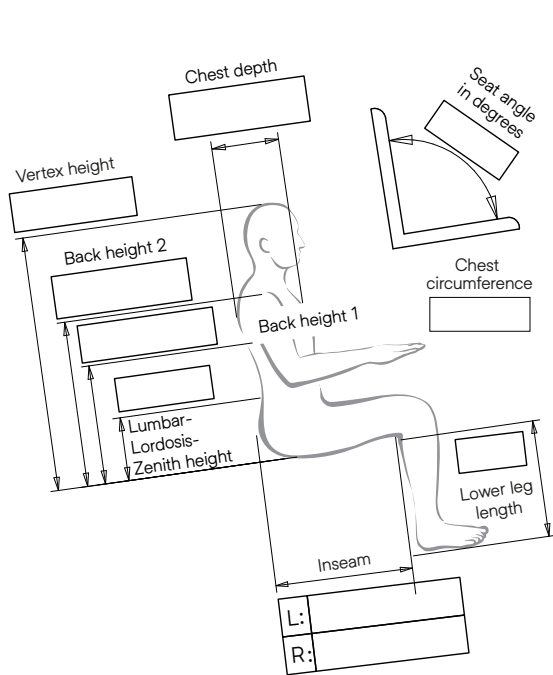 Chest depth
Seat angle
in degrees
Vertex height
Back height 2
Chest
circumference
Back height 1
Lumbar-
Lordosis-
Zenith height
Lower leg
length
Inseam
L:
R: